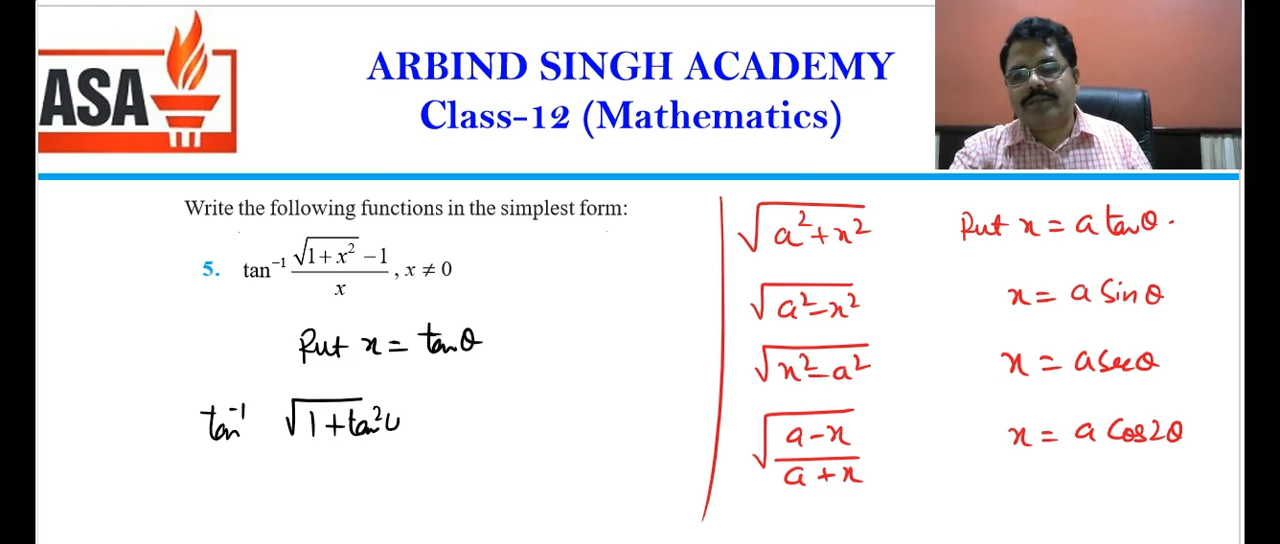 ASA
ARBIND SINGH ACADEMY
Class-12 (Mathematics)
Write the following functions in the simplest form:
5. tan⁻¹ (√(1+x²) −1)/x , x ≠ 0
Put x = tanθ
tan⁻¹ √1+tan²
√a²+x² Put x = a tanθ.
√a²−x² x = a Sinθ
√x²−a² x = a secθ
√(a−x)/(a+x) x = a Cos2θ